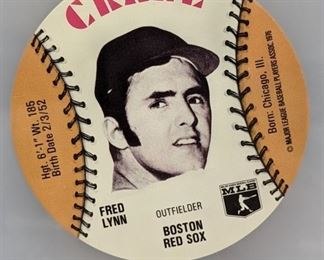 Hgt. 6'-1" Wt. 185
Birth Date 2/3/52
FRED
LYNN
OUTFIELDER
BOSTON
RED SOX
MLB
Born: Chicago, Ill.
© MAJOR LEAGUE BASEBALL PLAYERS ASSOC. 1976